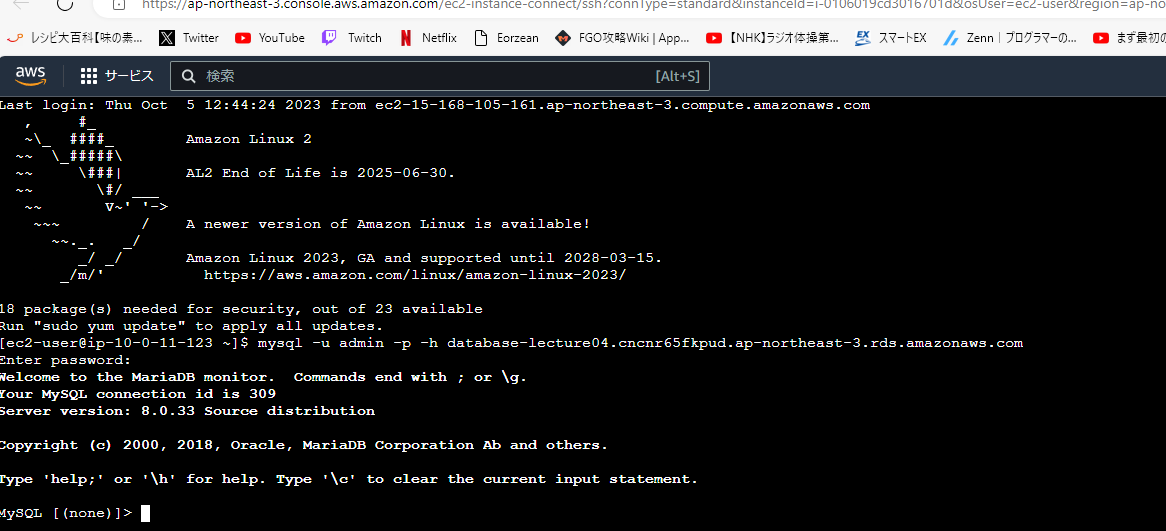 https://ap-northeast-3.console.aws.amazon.com/ec2-instance-connect/ssh?connType=standard&instanceId=i-0106019cd3016701d&osUser=ec2-user&region=ap-no
レシピ大百科【味の素... Twitter YouTube Twitch Netflix Eorzean FGO攻略Wiki | App... 【NHK】ラジオ体操第... EX スマートEX Zenn｜プログラマーの... まず最初の
aws サービス 検索 [Alt+S]
Last login: Thu Oct  5 12:44:24 2023 from ec2-15-168-105-161.ap-northeast-3.compute.amazonaws.com
   ,     #_
   ~\_  ####_        Amazon Linux 2
  ~~  \_#####\
  ~~     \###|       AL2 End of Life is 2025-06-30.
  ~~       \#/ ___
   ~~       V~' '->
    ~~~         /    A newer version of Amazon Linux is available!
      ~~._.   _/
         _/ _/       Amazon Linux 2023, GA and supported until 2028-03-15.
       _/m/'           https://aws.amazon.com/linux/amazon-linux-2023/
18 package(s) needed for security, out of 23 available
Run "sudo yum update" to apply all updates.
[ec2-user@ip-10-0-11-123 ~]$ mysql -u admin -p -h database-lecture04.cncnr65fkpud.ap-northeast-3.rds.amazonaws.com
Enter password:
Welcome to the MariaDB monitor.  Commands end with ; or \g.
Your MySQL connection id is 309
Server version: 8.0.33 Source distribution
Copyright (c) 2000, 2018, Oracle, MariaDB Corporation Ab and others.
Type 'help;' or '\h' for help. Type '\c' to clear the current input statement.
MySQL [(none)]>